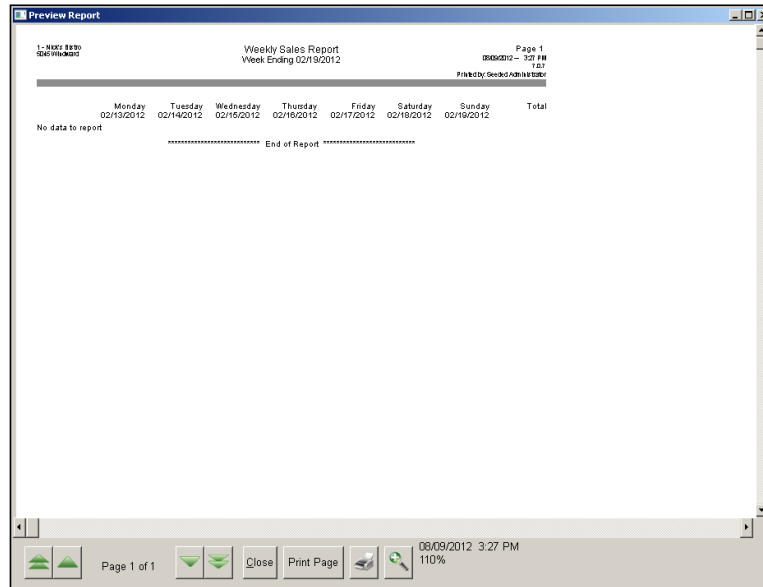 Preview Report
1 - Nick's Bistro
5045 Windward
Weekly Sales Report
Week Ending 02/19/2012
Page 1
08/09/2012 -- 3:27 PM
7.0.7
Printed by: Seeded Administrator
Monday Tuesday Wednesday Thursday Friday Saturday Sunday Total
02/13/2012 02/14/2012 02/15/2012 02/16/2012 02/17/2012 02/18/2012 02/19/2012
No data to report
**************************** End of Report ****************************
08/09/2012 3:27 PM
Page 1 of 1 Close Print Page 110%